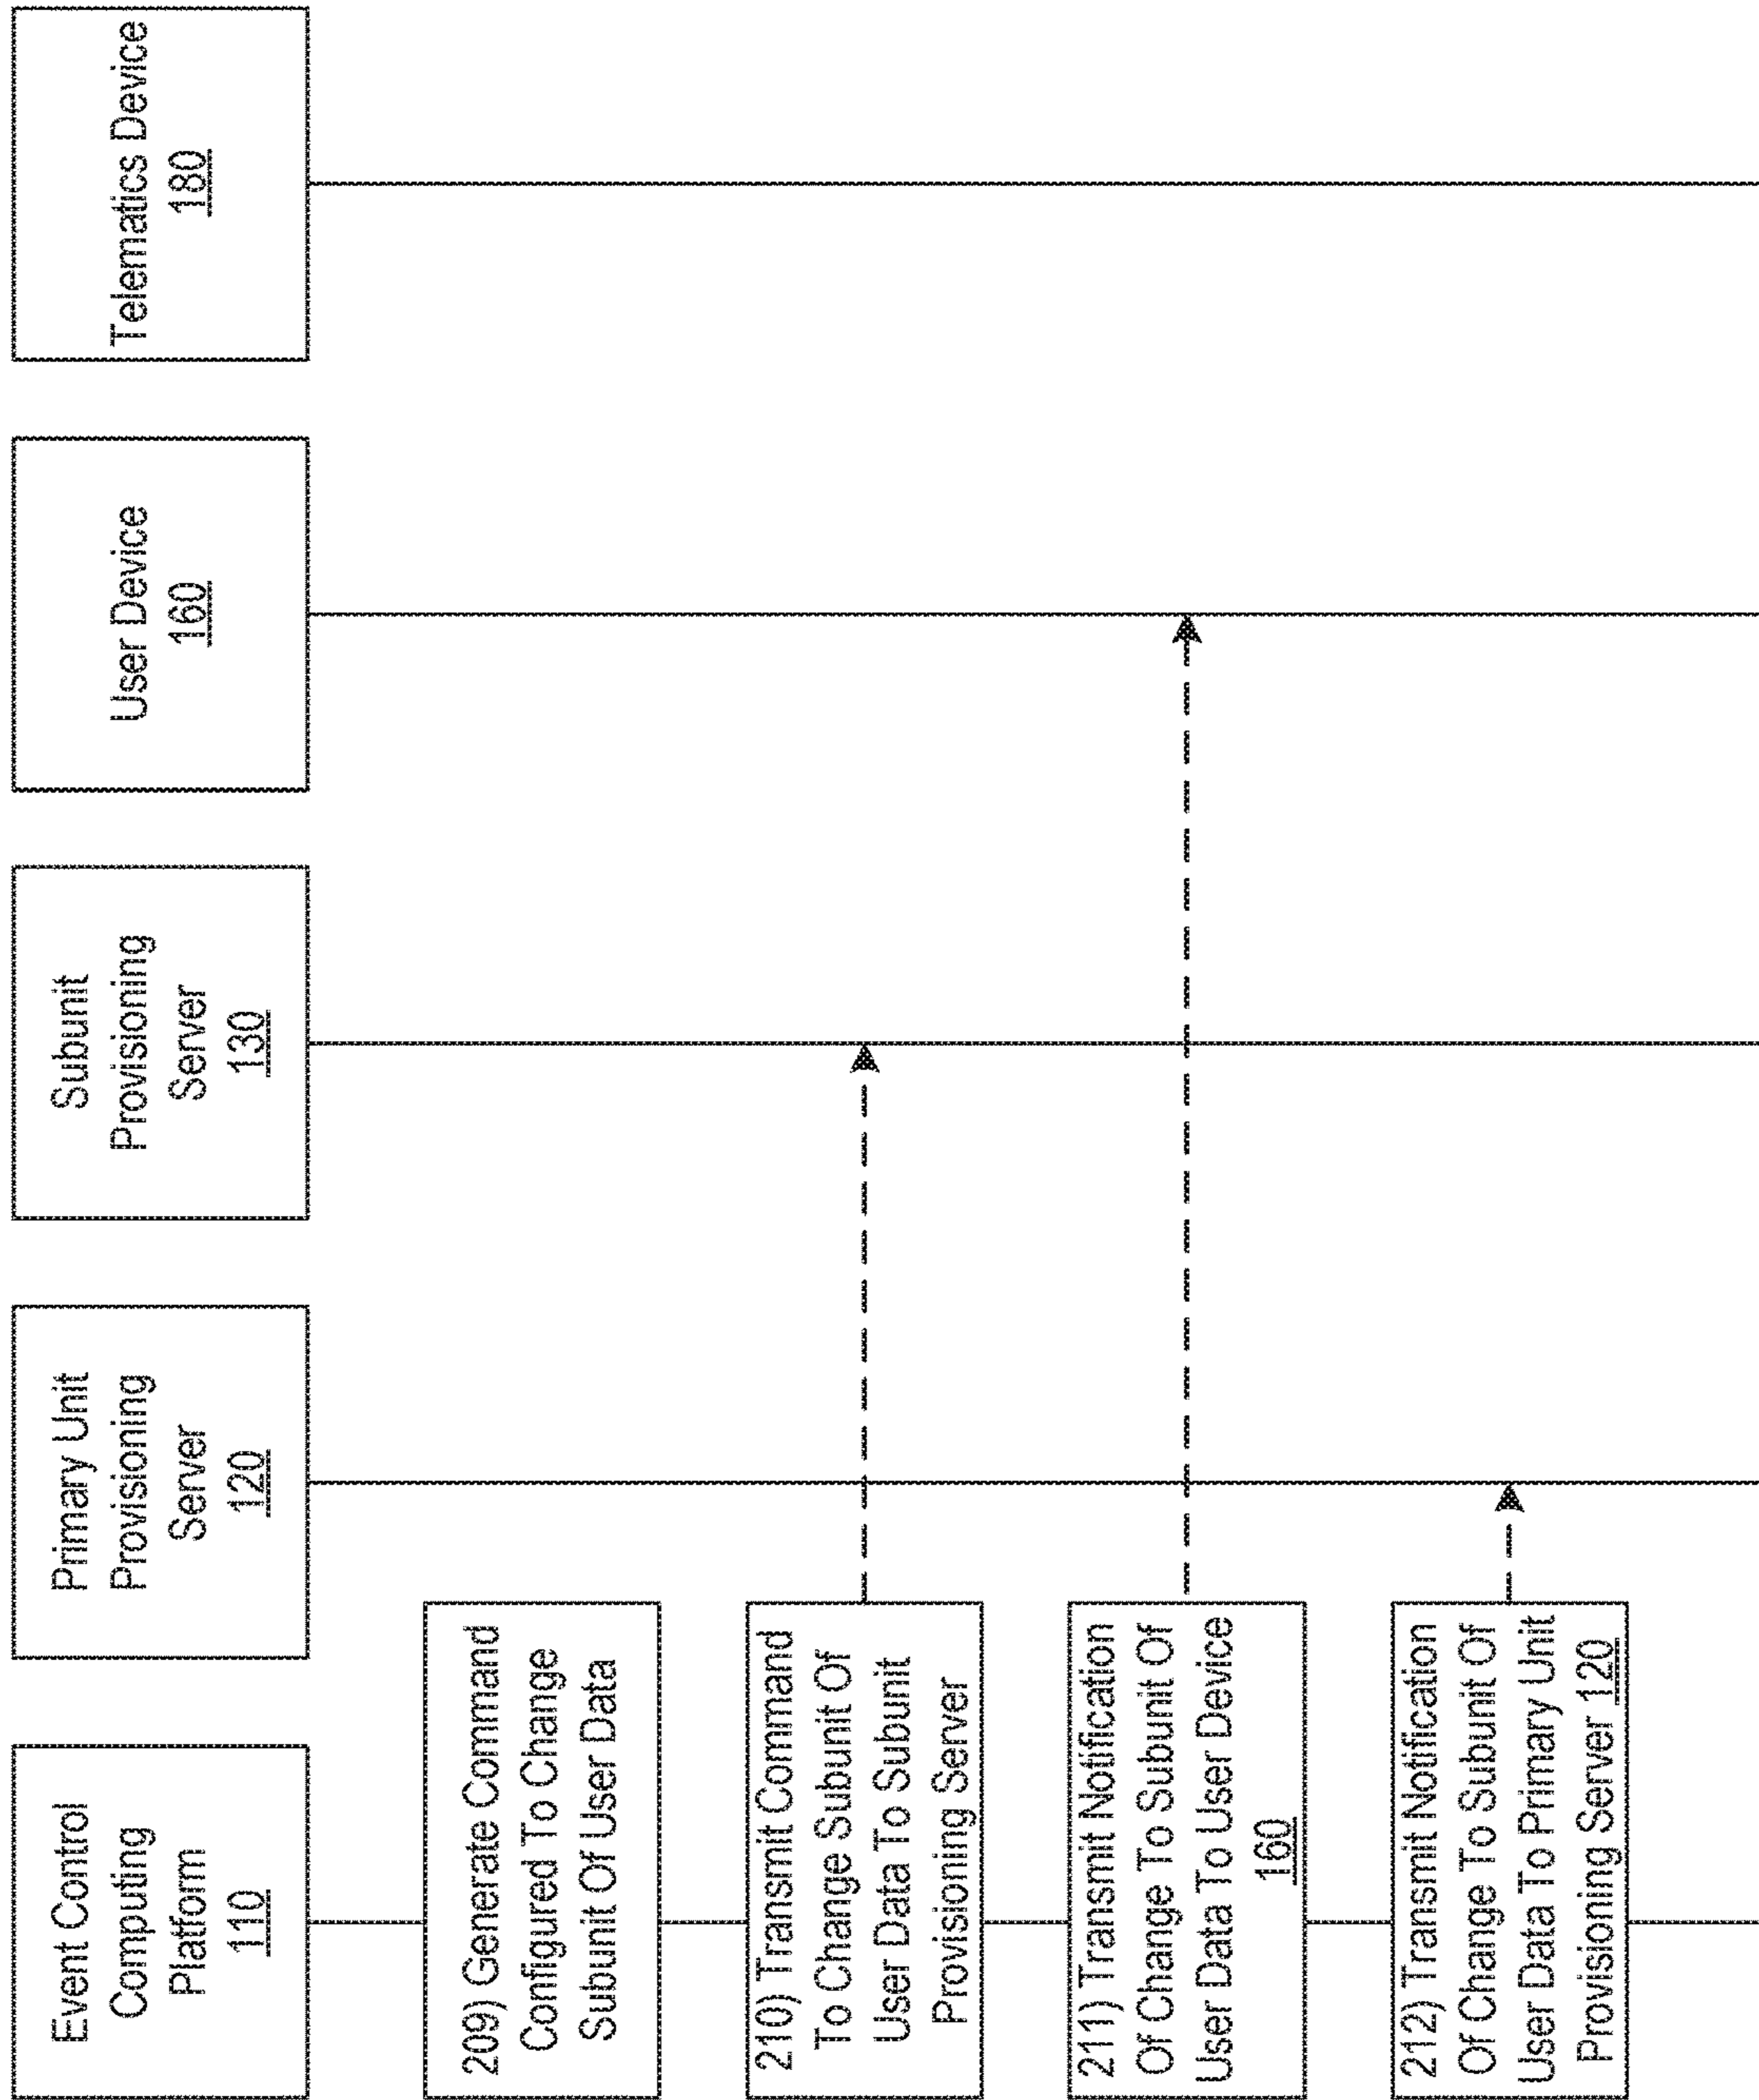 Event Control
Computing
Platform
110
Primary Unit
Provisioning
Server
120
Subunit
Provisioning
Server
130
User Device
160
Telematics Device
180
209) Generate Command
Configured To Change
Subunit Of User Data
210) Transmit Command
To Change Subunit Of
User Data To Subunit
Provisioning Server
211) Transmit Notification
Of Change To Subunit Of
User Data To User Device
160
212) Transmit Notification
Of Change To Subunit Of
User Data To Primary Unit
Provisioning Server 120